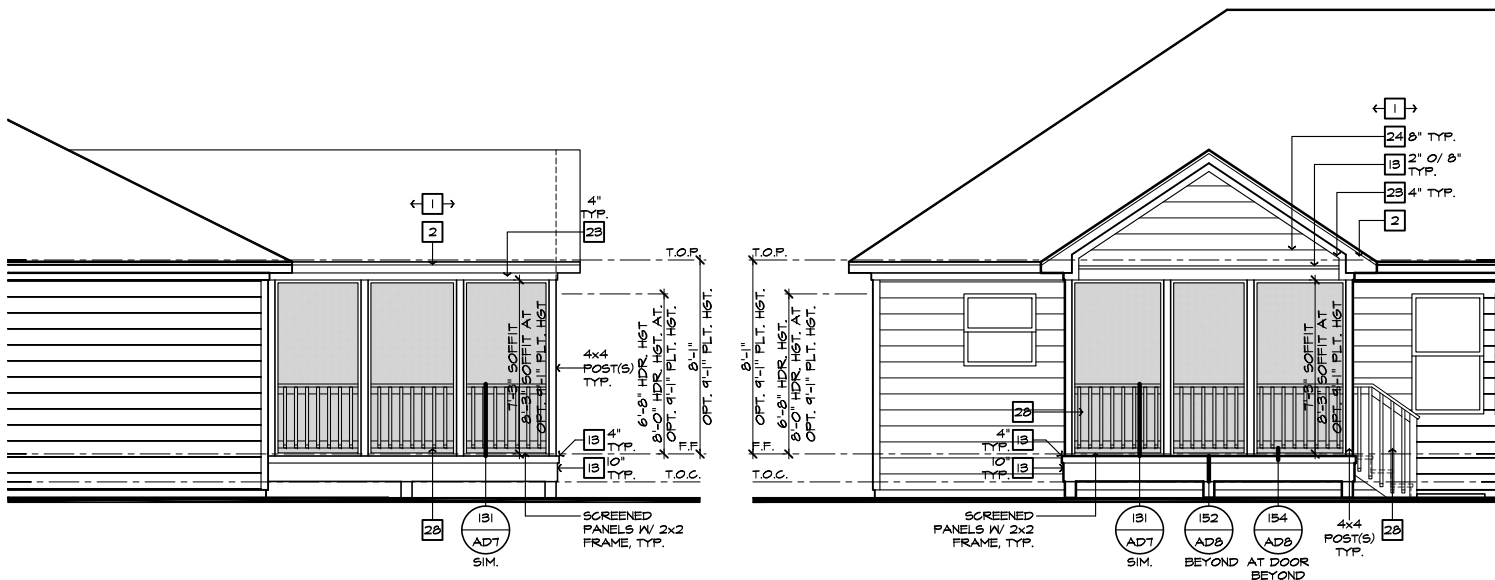 1
2
4"
TYP.
23
T.O.P.
7'-3" SOFFIT
8'-3" SOFFIT AT
OPT. 9'-1" PLT. HGT
4x4
POST(S)
TYP.
6'-8" HDR. HGT
8'-0" HDR. HGT. AT.
OPT. 9'-1" PLT. HGT.
8'-1"
OPT. 9'-1" PLT. HGT.
F.F.
13 4"
TYP.
13 10"
TYP.
T.O.C.
28
131
AD7
SIM.
SCREENED
PANELS W/ 2x2
FRAME, TYP.
T.O.P.
8'-1"
OPT. 9'-1" PLT. HGT.
6'-8" HDR. HGT.
8'-0" HDR. HGT. AT
OPT. 9'-1" PLT. HGT.
F.F.
T.O.C.
1
24 8" TYP.
13 2" O/ 8"
TYP.
23 4" TYP.
2
7'-3" SOFFIT
8'-3" SOFFIT AT
OPT. 9'-1" PLT. HGT
28
4" 13
TYP.
10" 13
TYP.
SCREENED
PANELS W/ 2x2
FRAME, TYP.
131
AD7
SIM.
152
AD8
BEYOND
154
AD8
AT DOOR
BEYOND
4x4
POST(S)
TYP.
28